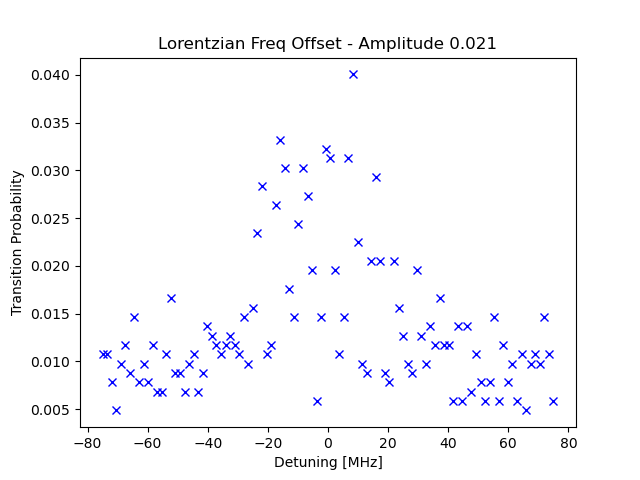 Lorentzian Freq Offset - Amplitude 0.021
Transition Probability
0.040
0.035
0.030
0.025
0.020
0.015
0.010
0.005
−80 −60 −40 −20 0 20 40 60 80
Detuning [MHz]